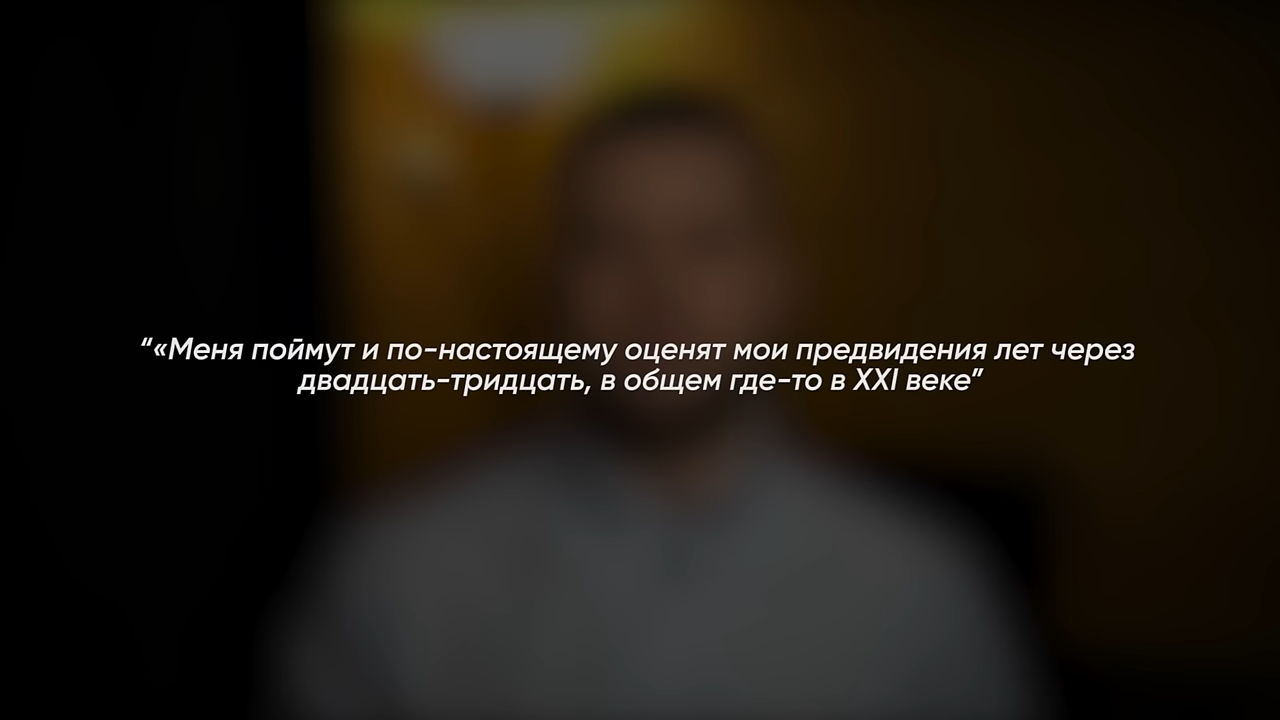 “«Меня поймут и по-настоящему оценят мои предвидения лет через
двадцать-тридцать, в общем где-то в XXI веке”